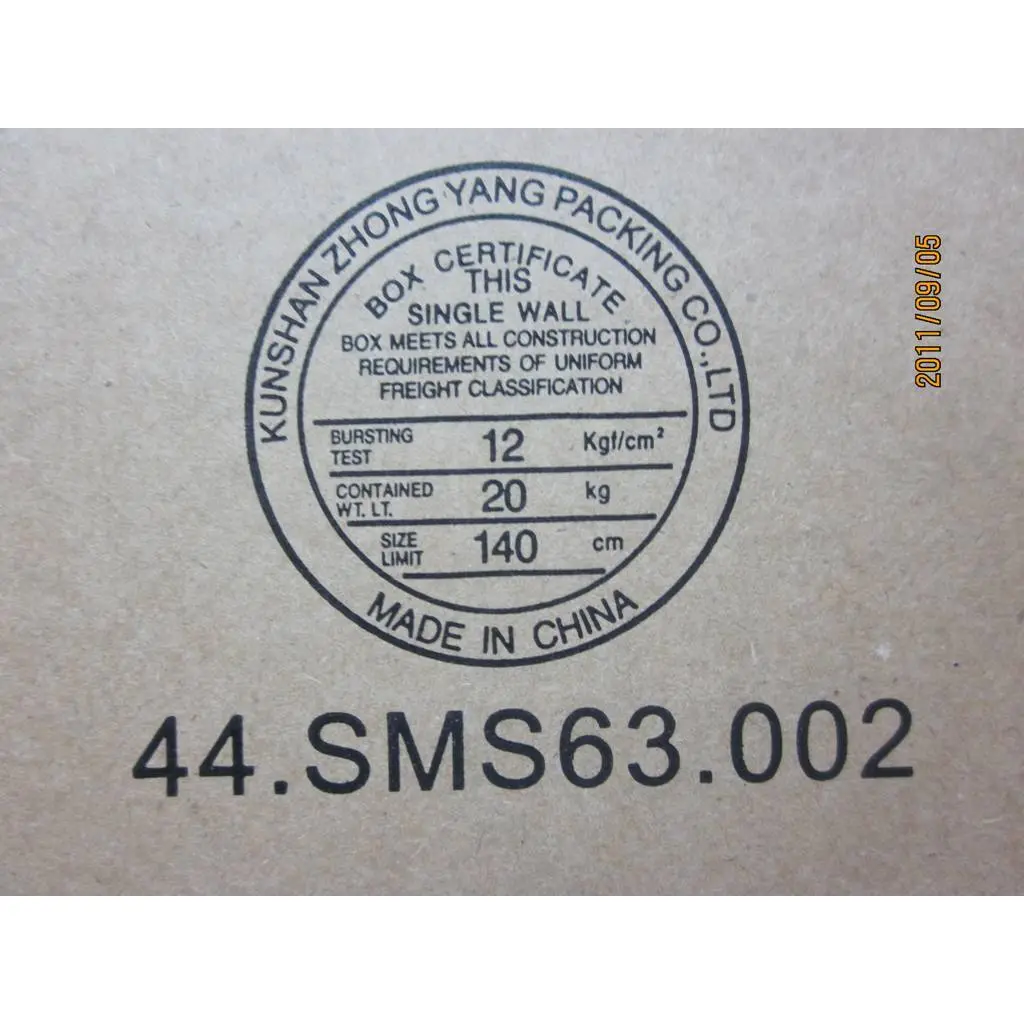 KUNSHAN ZHONG YANG PACKING CO.,LTD
BOX CERTIFICATE
THIS
SINGLE WALL
BOX MEETS ALL CONSTRUCTION
REQUIREMENTS OF UNIFORM
FREIGHT CLASSIFICATION
BURSTING TEST 12 Kgf/cm²
CONTAINED WT. LT. 20 kg
SIZE LIMIT 140 cm
MADE IN CHINA
44.SMS63.002
2011/09/05